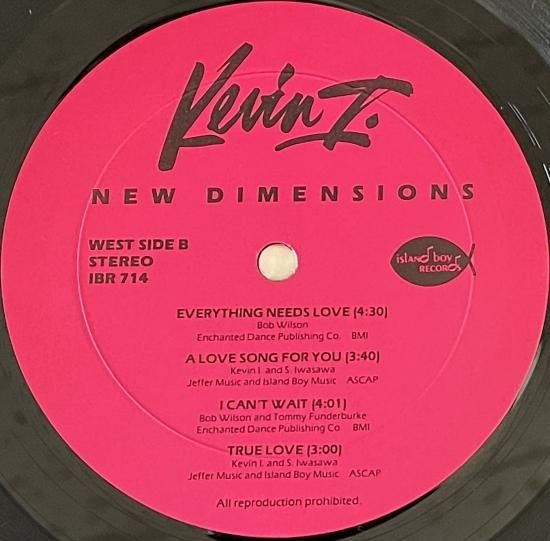 Kevin I.
NEW DIMENSIONS
WEST SIDE B
STEREO
IBR 714
island boy
RECORDS
EVERYTHING NEEDS LOVE (4:30)
Bob Wilson
Enchanted Dance Publishing Co. BMI
A LOVE SONG FOR YOU (3:40)
Kevin I. and S. Iwasawa
Jeffer Music and Island Boy Music ASCAP
I CAN'T WAIT (4:01)
Bob Wilson and Tommy Funderburke
Enchanted Dance Publishing Co. BMI
TRUE LOVE (3:00)
Kevin I. and S. Iwasawa
Jeffer Music and Island Boy Music ASCAP
All reproduction prohibited.